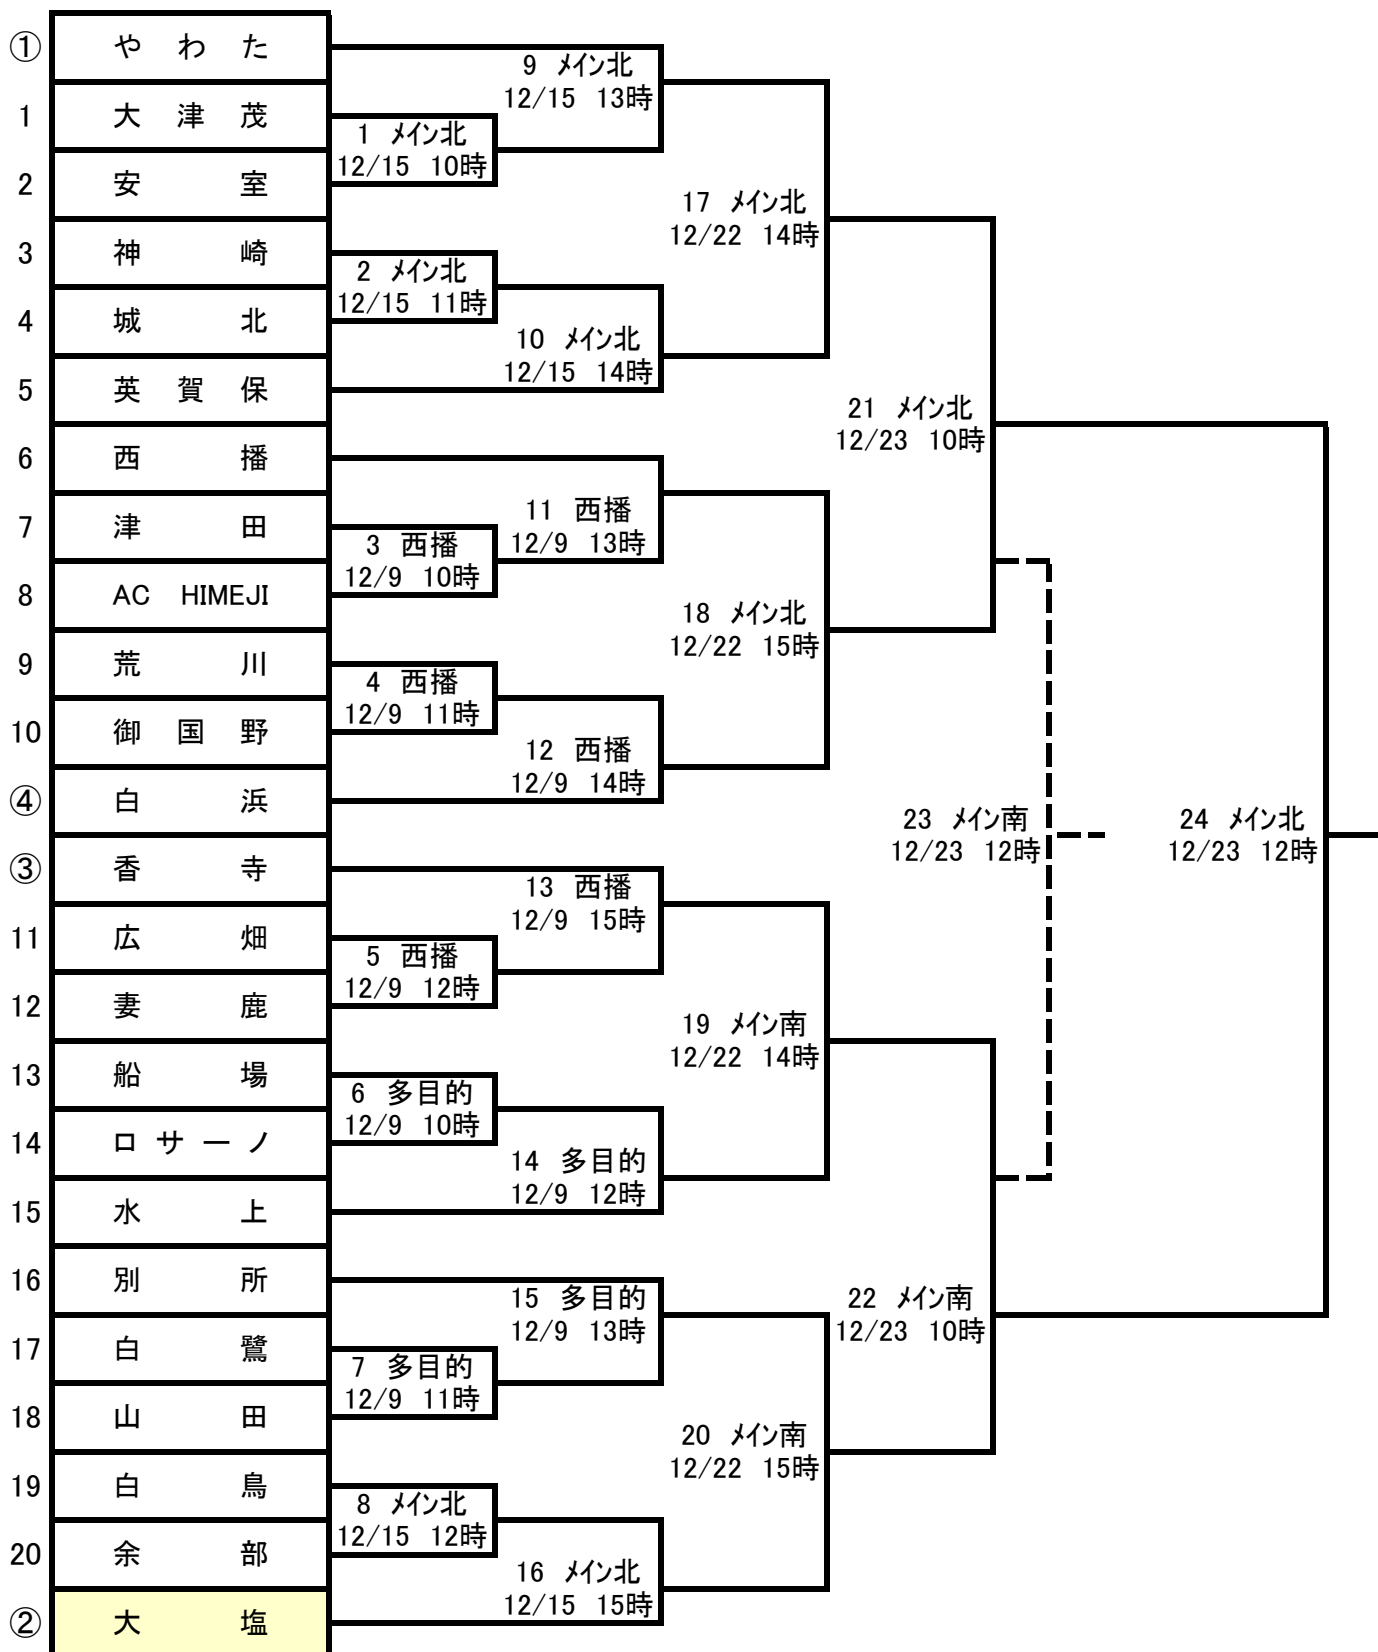 ① やわた
1 大津茂
2 安室
3 神崎
4 城北
5 英賀保
6 西播
7 津田
8 AC HIMEJI
9 荒川
10 御国野
④ 白浜
③ 香寺
11 広畑
12 妻鹿
13 船場
14 ロサーノ
15 水上
16 別所
17 白鷺
18 山田
19 白鳥
20 余部
② 大塩
1 メイン北
12/15 10時
2 メイン北
12/15 11時
3 西播
12/9 10時
4 西播
12/9 11時
5 西播
12/9 12時
6 多目的
12/9 10時
7 多目的
12/9 11時
8 メイン北
12/15 12時
9 メイン北
12/15 13時
10 メイン北
12/15 14時
11 西播
12/9 13時
12 西播
12/9 14時
13 西播
12/9 15時
14 多目的
12/9 12時
15 多目的
12/9 13時
16 メイン北
12/15 15時
17 メイン北
12/22 14時
18 メイン北
12/22 15時
19 メイン南
12/22 14時
20 メイン南
12/22 15時
21 メイン北
12/23 10時
22 メイン南
12/23 10時
23 メイン南
12/23 12時
24 メイン北
12/23 12時